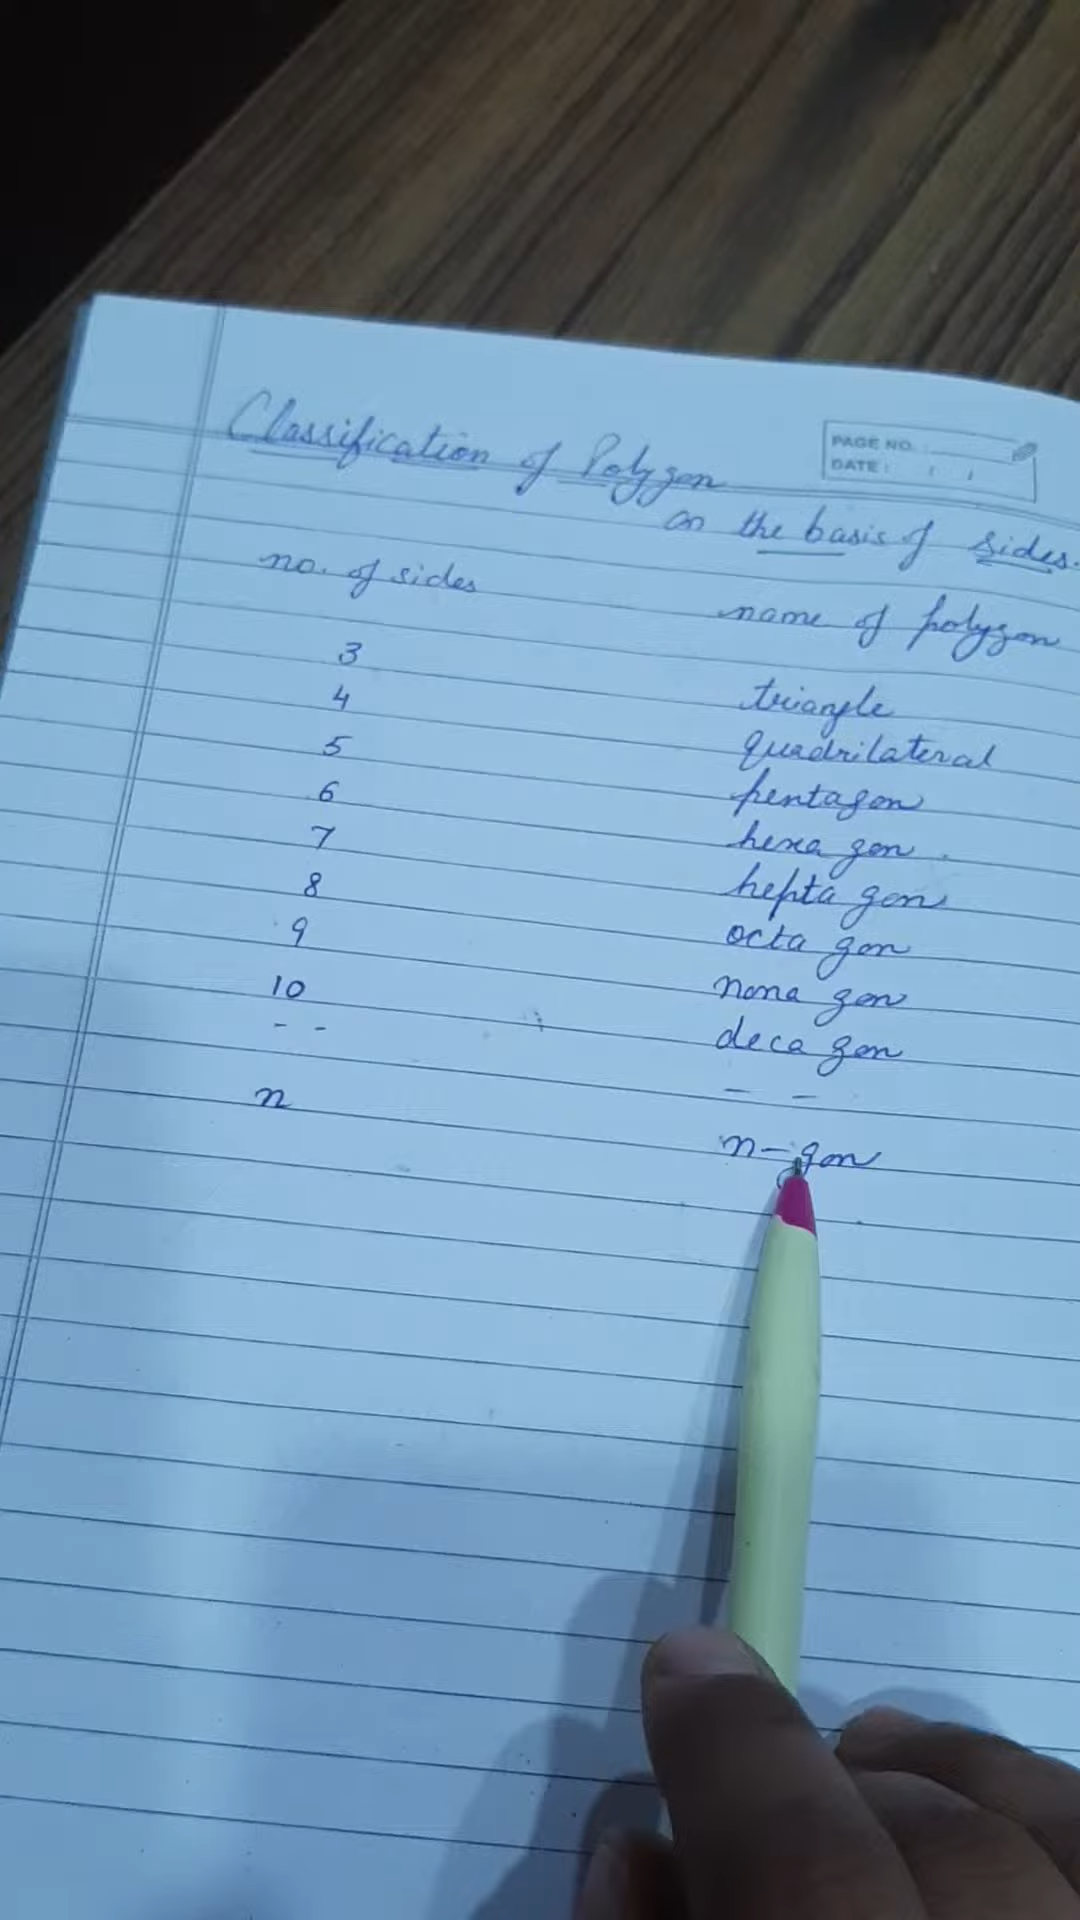 Classification of Polygon
PAGE NO. :
DATE : / /
on the basis of sides.
no. of sides name of polygon
3 triangle
4 quadrilateral
5 pentagon
6 hexa gon
7 hepta gon
8 octa gon
9 nona gon
10 deca gon
- - - -
n n-gon